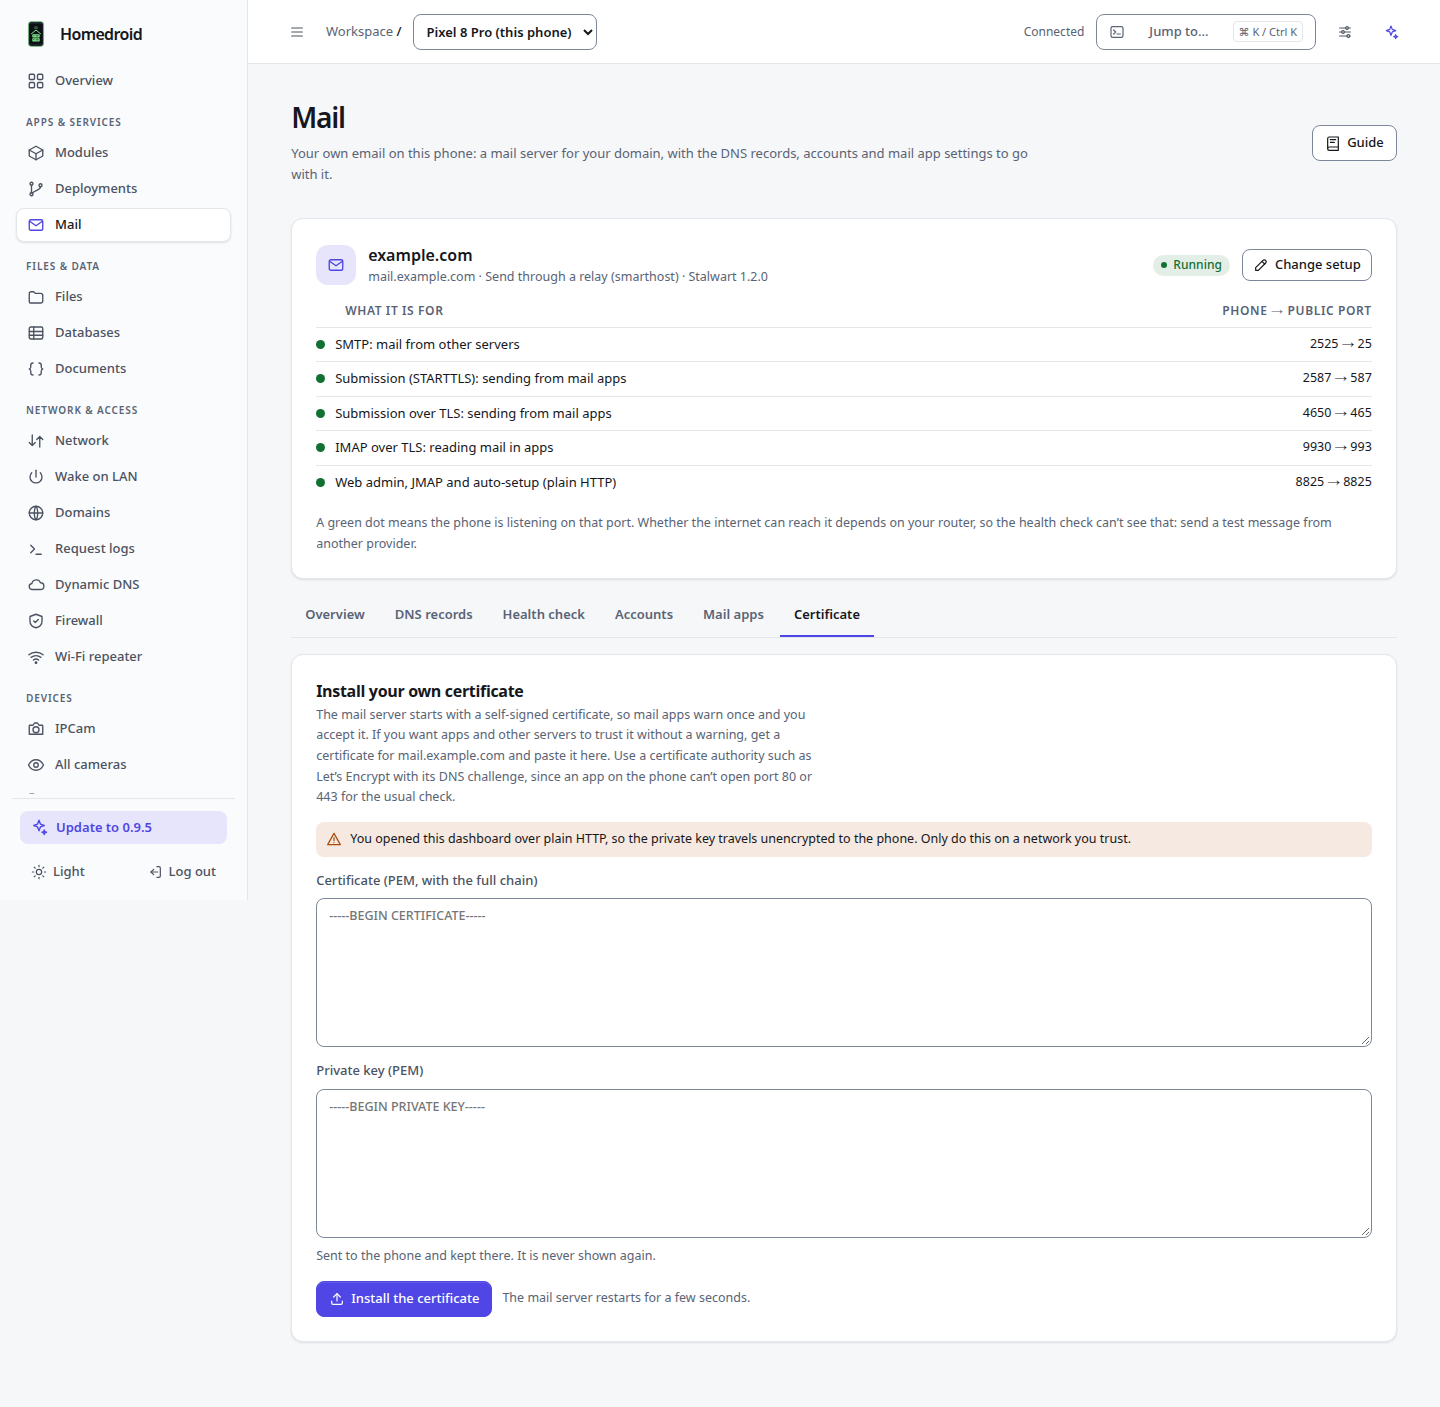 Homedroid
Overview
APPS & SERVICES
Modules
Deployments
Mail
FILES & DATA
Files
Databases
Documents
NETWORK & ACCESS
Network
Wake on LAN
Domains
Request logs
Dynamic DNS
Firewall
Wi-Fi repeater
DEVICES
IPCam
All cameras
Update to 0.9.5
Light
Log out
Workspace /
Pixel 8 Pro (this phone)
Connected
Jump to...
⌘ K / Ctrl K
Mail
Your own email on this phone: a mail server for your domain, with the DNS records, accounts and mail app settings to go
with it.
Guide
example.com
mail.example.com · Send through a relay (smarthost) · Stalwart 1.2.0
Running
Change setup
WHAT IT IS FOR
PHONE → PUBLIC PORT
SMTP: mail from other servers
2525 → 25
Submission (STARTTLS): sending from mail apps
2587 → 587
Submission over TLS: sending from mail apps
4650 → 465
IMAP over TLS: reading mail in apps
9930 → 993
Web admin, JMAP and auto-setup (plain HTTP)
8825 → 8825
A green dot means the phone is listening on that port. Whether the internet can reach it depends on your router, so the health check can’t see that: send a test message from
another provider.
Overview
DNS records
Health check
Accounts
Mail apps
Certificate
Install your own certificate
The mail server starts with a self-signed certificate, so mail apps warn once and you
accept it. If you want apps and other servers to trust it without a warning, get a
certificate for mail.example.com and paste it here. Use a certificate authority such as
Let’s Encrypt with its DNS challenge, since an app on the phone can’t open port 80 or
443 for the usual check.
You opened this dashboard over plain HTTP, so the private key travels unencrypted to the phone. Only do this on a network you trust.
Certificate (PEM, with the full chain)
-----BEGIN CERTIFICATE-----
Private key (PEM)
-----BEGIN PRIVATE KEY-----
Sent to the phone and kept there. It is never shown again.
Install the certificate
The mail server restarts for a few seconds.